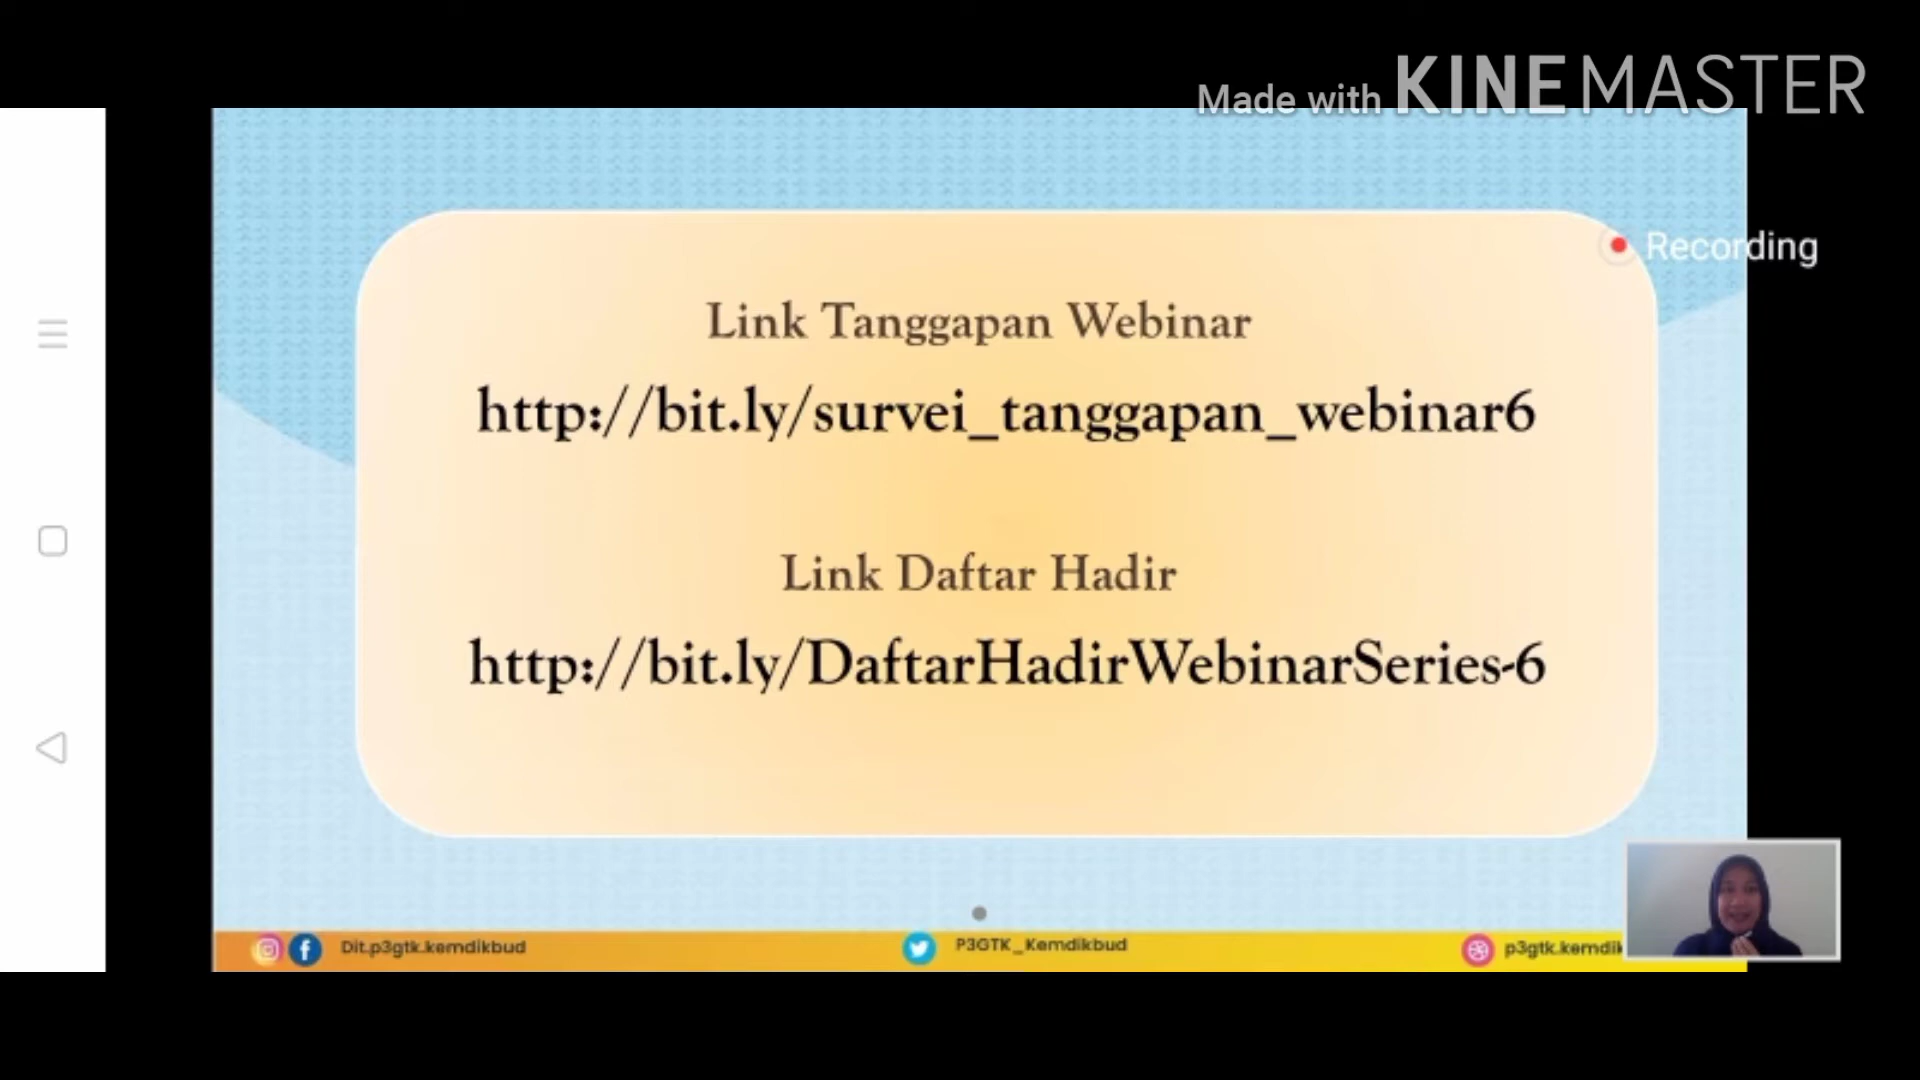 Made with KINEMASTER
Recording
Link Tanggapan Webinar
http://bit.ly/survei_tanggapan_webinar6
Link Daftar Hadir
http://bit.ly/DaftarHadirWebinarSeries-6
Dit.p3gtk.kemdikbud
P3GTK_Kemdikbud